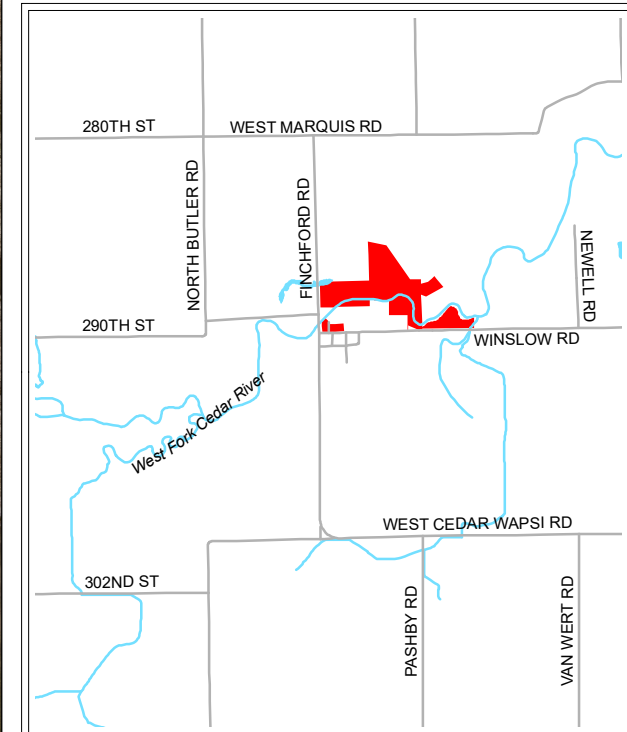 280TH ST
WEST MARQUIS RD
NORTH BUTLER RD
FINCHFORD RD
NEWELL RD
290TH ST
WINSLOW RD
West Fork Cedar River
WEST CEDAR WAPSI RD
302ND ST
PASHBY RD
VAN WERT RD